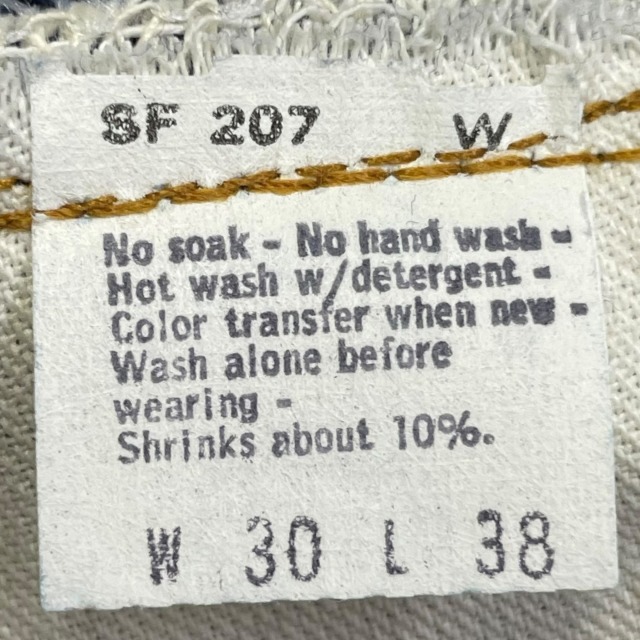 SF 207 W
No soak - No hand wash -
Hot wash w/detergent -
Color transfer when new -
Wash alone before
wearing -
Shrinks about 10%.
W 30 L 38